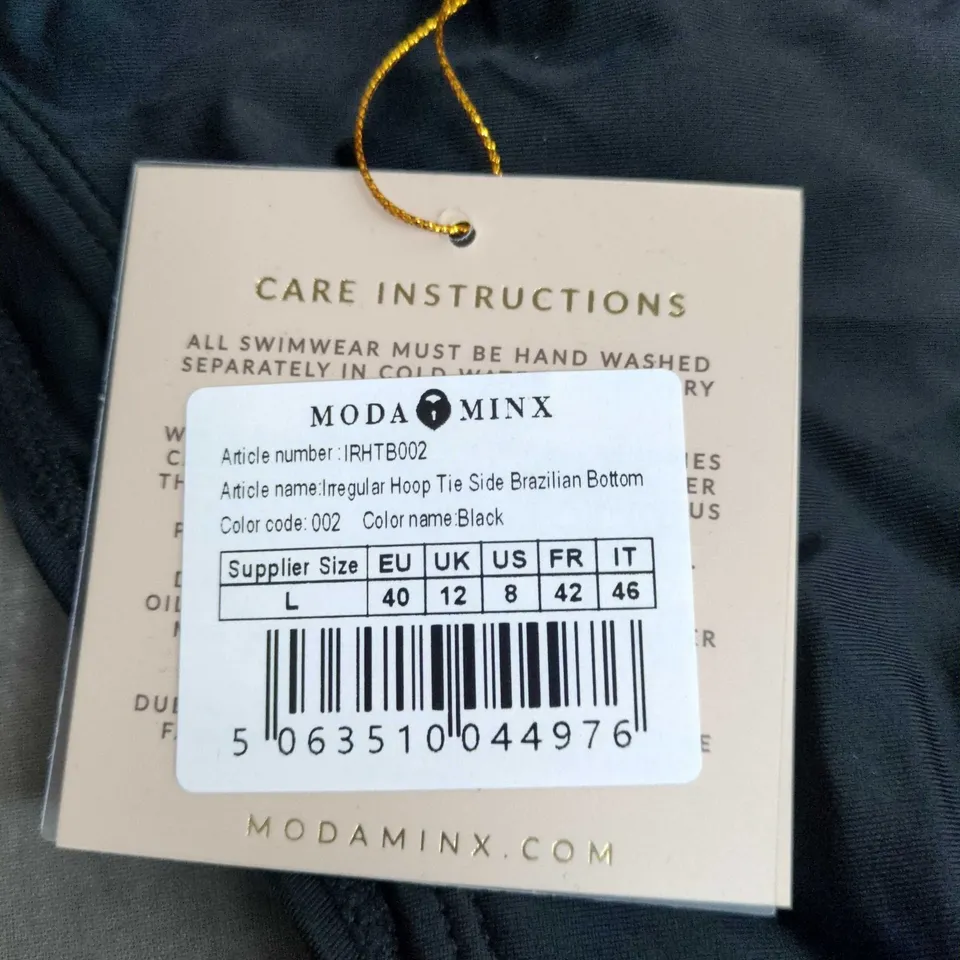 CARE INSTRUCTIONS
ALL SWIMWEAR MUST BE HAND WASHED
SEPARATELY IN COLD
MODA MINX
Article number :IRHTB002
Article name:Irregular Hoop Tie Side Brazilian Bottom
Color code: 002 Color name:Black
Supplier Size EU UK US FR IT
L 40 12 8 42 46
5 063510 044976
MODAMINX.COM